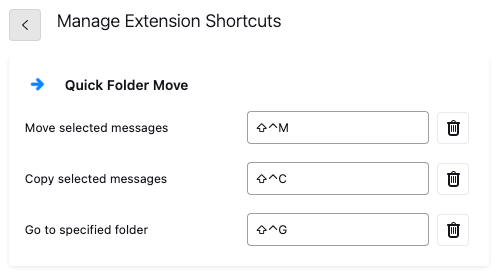 Manage Extension Shortcuts
Quick Folder Move
Move selected messages ⇧^M
Copy selected messages ⇧^C
Go to specified folder ⇧^G